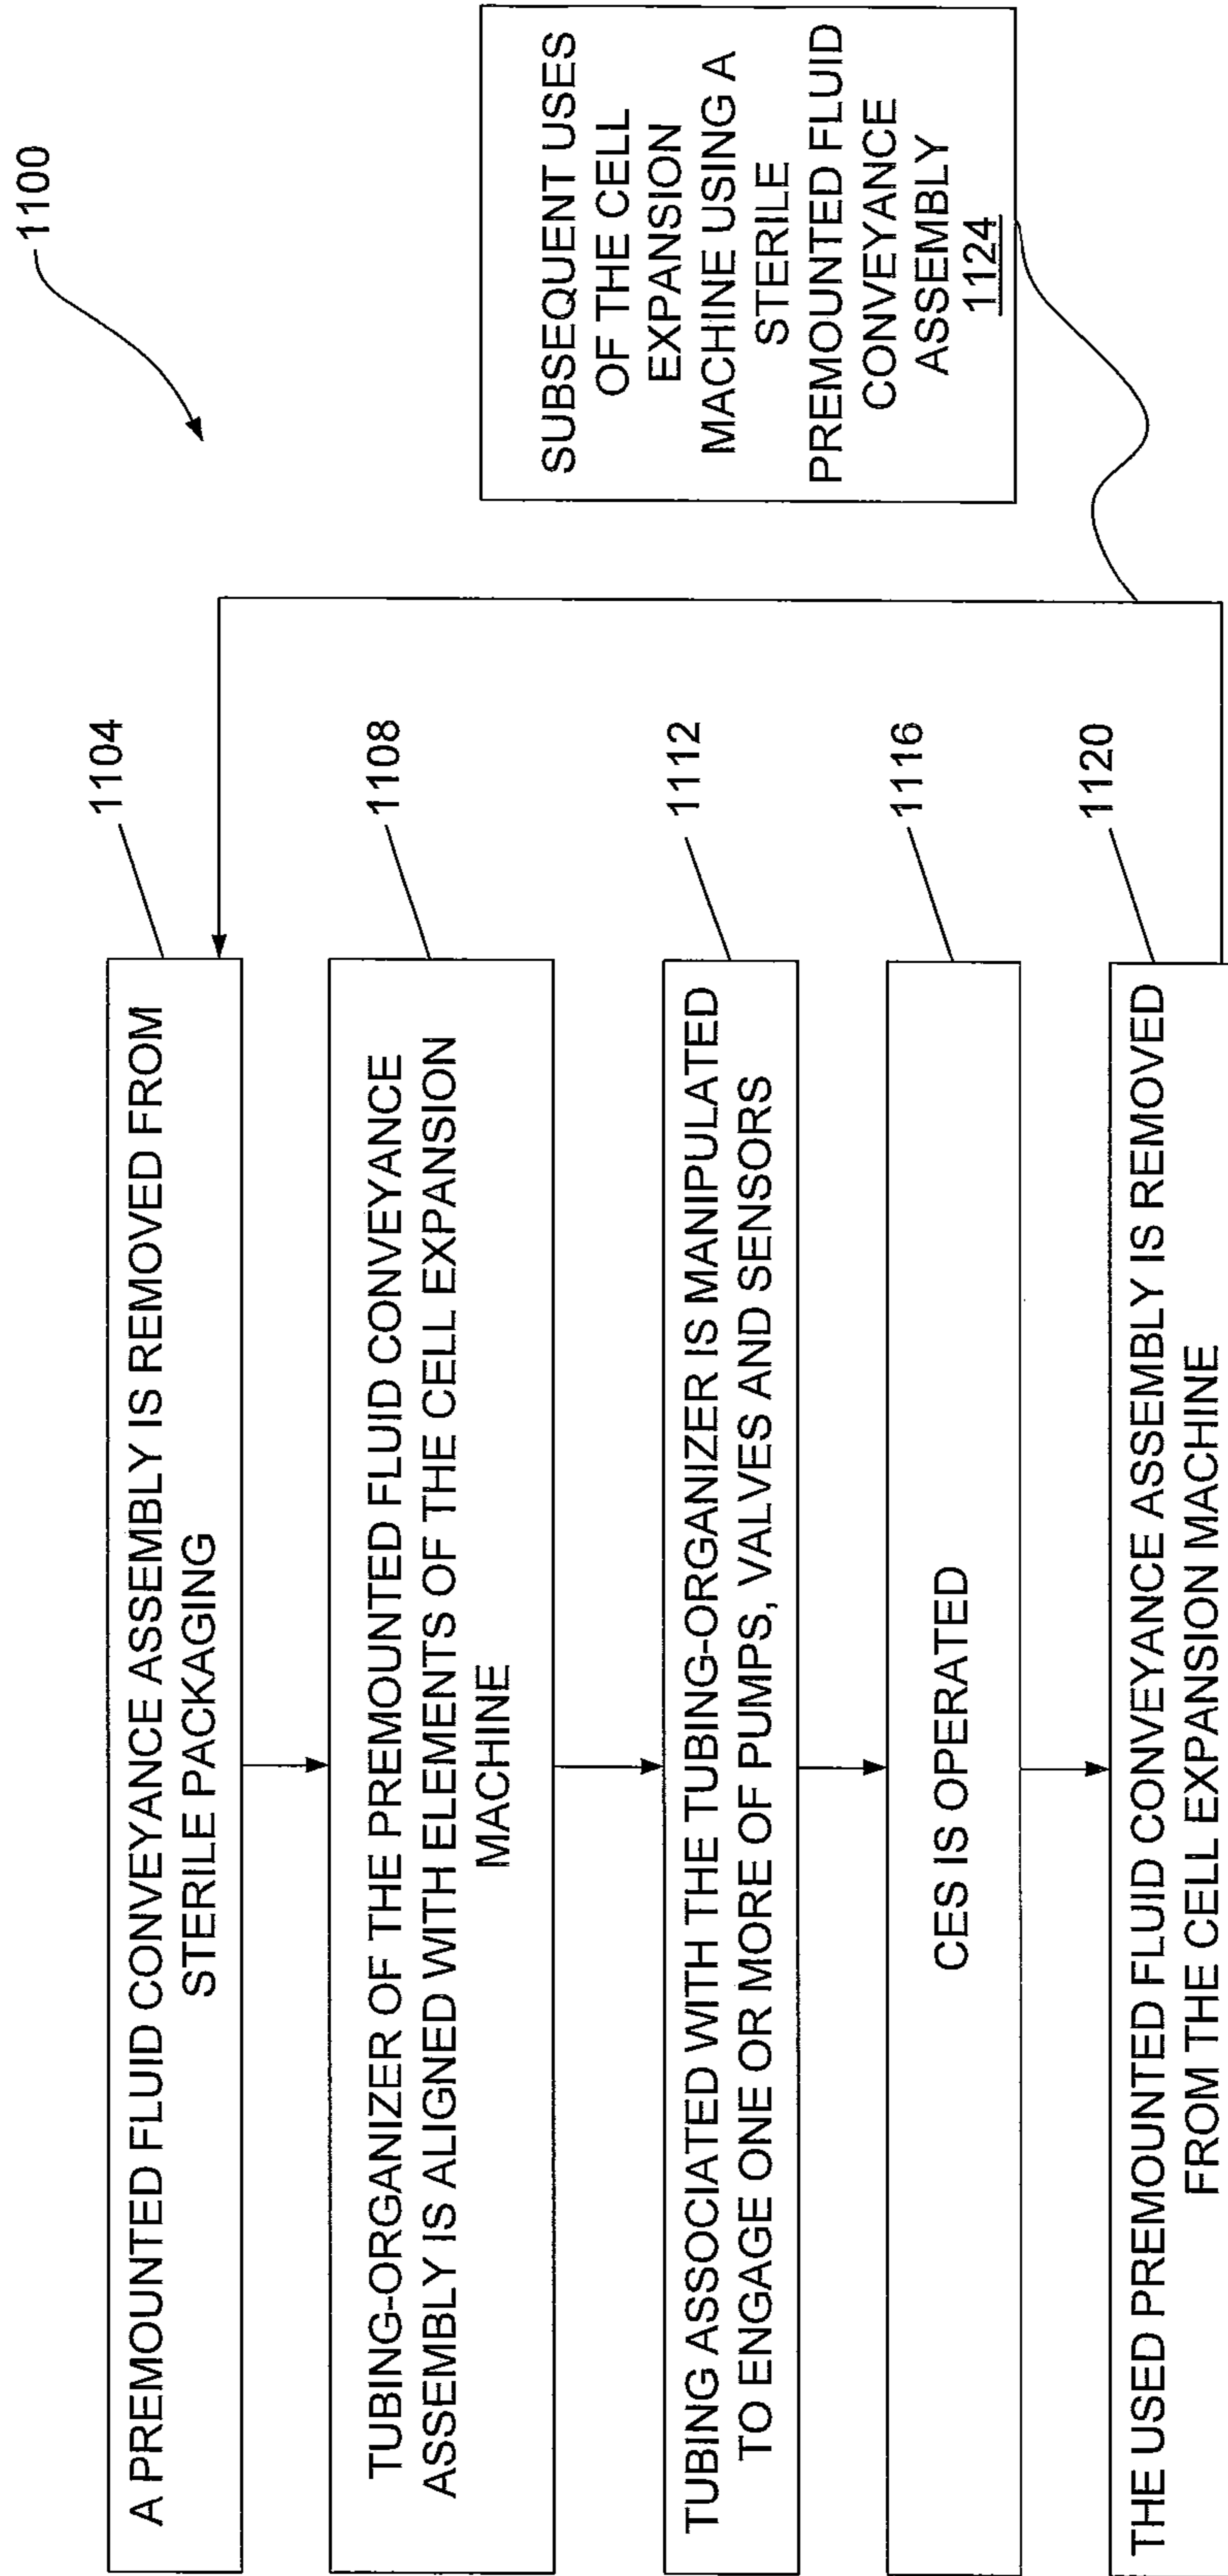 1100
1104
A PREMOUNTED FLUID CONVEYANCE ASSEMBLY IS REMOVED FROM
STERILE PACKAGING
1108
TUBING-ORGANIZER OF THE PREMOUNTED FLUID CONVEYANCE
ASSEMBLY IS ALIGNED WITH ELEMENTS OF THE CELL EXPANSION
MACHINE
1112
TUBING ASSOCIATED WITH THE TUBING-ORGANIZER IS MANIPULATED
TO ENGAGE ONE OR MORE OF PUMPS, VALVES AND SENSORS
1116
CES IS OPERATED
1120
THE USED PREMOUNTED FLUID CONVEYANCE ASSEMBLY IS REMOVED
FROM THE CELL EXPANSION MACHINE
SUBSEQUENT USES
OF THE CELL
EXPANSION
MACHINE USING A
STERILE
PREMOUNTED FLUID
CONVEYANCE
ASSEMBLY
1124